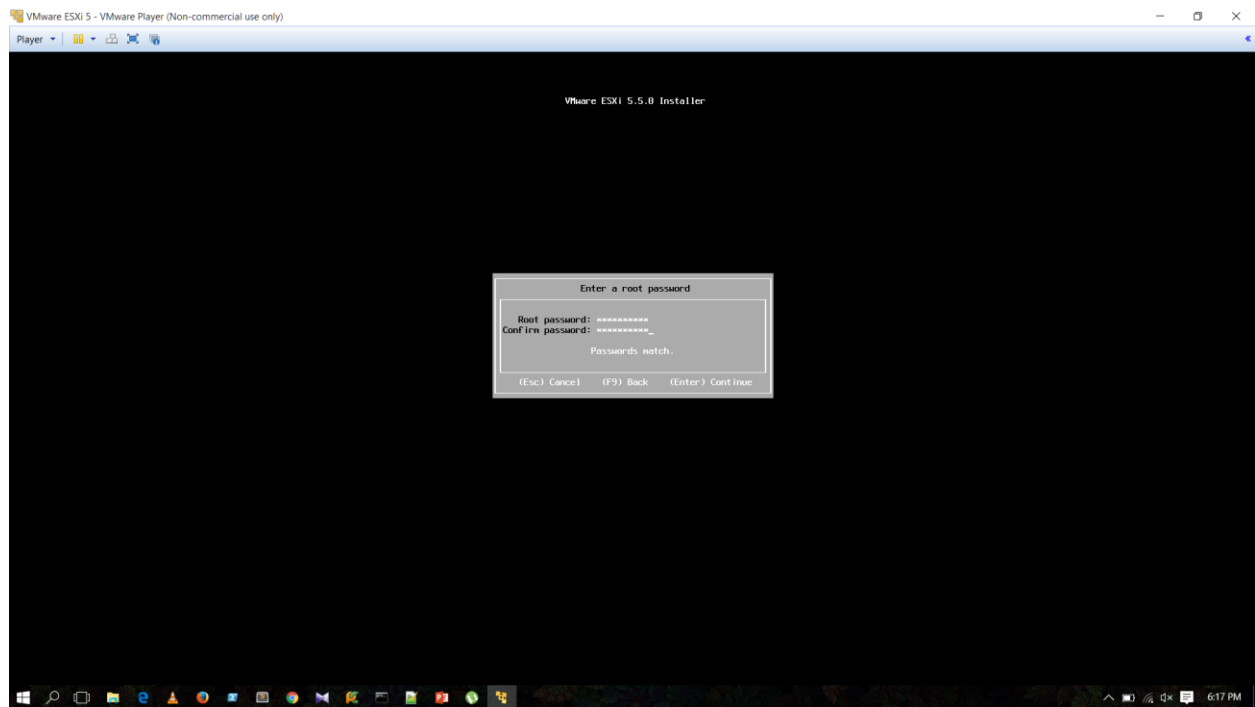 VMware ESXi 5 - VMware Player (Non-commercial use only)
Player
VMware ESXi 5.5.0 Installer
Enter a root password
Root password: **********
Confirm password: **********_
Passwords match.
(Esc) Cancel (F9) Back (Enter) Continue
6:17 PM